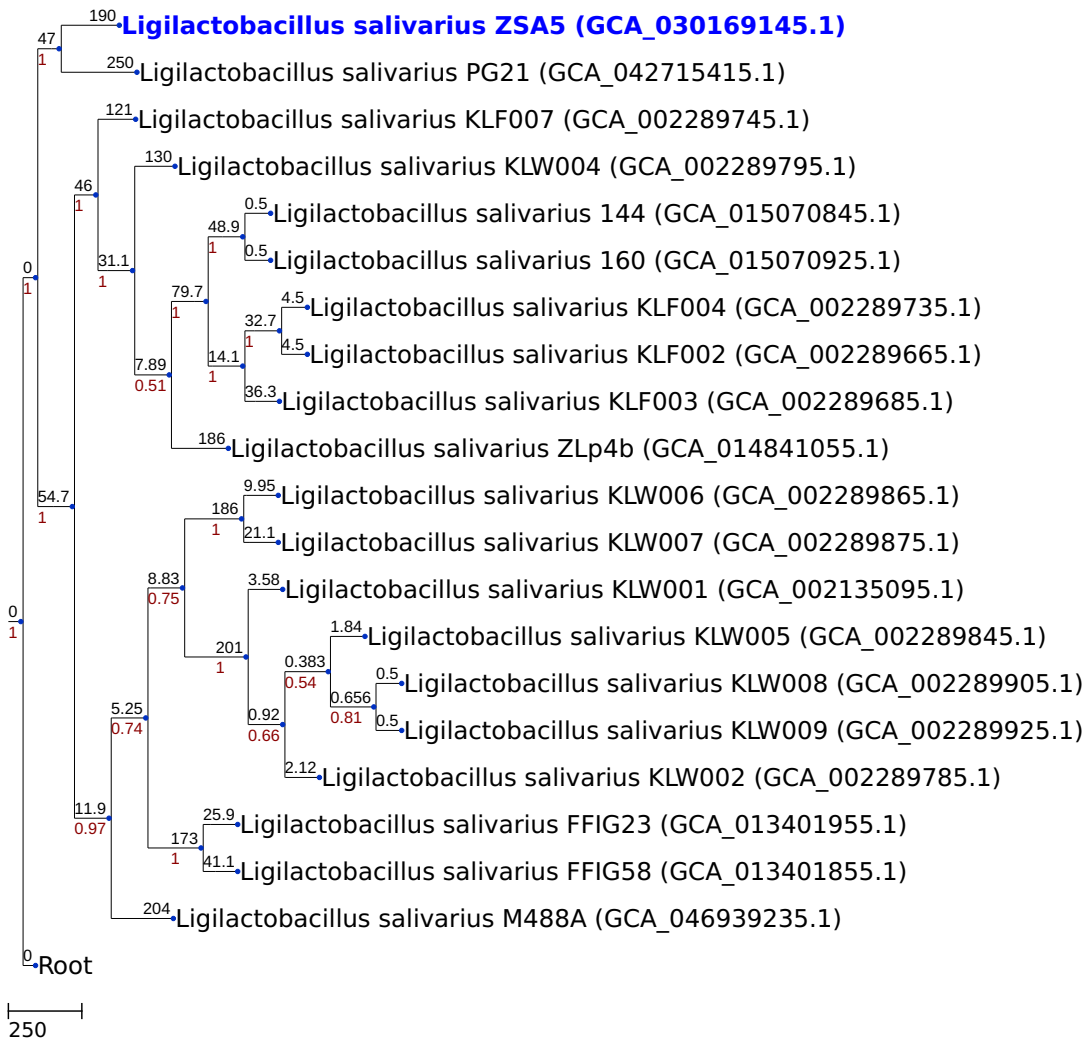 190
Ligilactobacillus salivarius ZSA5 (GCA_030169145.1)
47
1
250
Ligilactobacillus salivarius PG21 (GCA_042715415.1)
121
Ligilactobacillus salivarius KLF007 (GCA_002289745.1)
130
Ligilactobacillus salivarius KLW004 (GCA_002289795.1)
46
1
0.5
Ligilactobacillus salivarius 144 (GCA_015070845.1)
48.9
1
0.5
Ligilactobacillus salivarius 160 (GCA_015070925.1)
31.1
1
0
1
79.7
1
4.5
Ligilactobacillus salivarius KLF004 (GCA_002289735.1)
32.7
1
4.5
Ligilactobacillus salivarius KLF002 (GCA_002289665.1)
14.1
1
7.89
0.51
36.3
Ligilactobacillus salivarius KLF003 (GCA_002289685.1)
186
Ligilactobacillus salivarius ZLp4b (GCA_014841055.1)
54.7
1
9.95
Ligilactobacillus salivarius KLW006 (GCA_002289865.1)
186
1
21.1
Ligilactobacillus salivarius KLW007 (GCA_002289875.1)
8.83
0.75
3.58
Ligilactobacillus salivarius KLW001 (GCA_002135095.1)
0
1
1.84
Ligilactobacillus salivarius KLW005 (GCA_002289845.1)
201
1
0.383
0.54
0.5
Ligilactobacillus salivarius KLW008 (GCA_002289905.1)
0.656
0.81
5.25
0.74
0.92
0.66
0.5
Ligilactobacillus salivarius KLW009 (GCA_002289925.1)
2.12
Ligilactobacillus salivarius KLW002 (GCA_002289785.1)
11.9
0.97
25.9
Ligilactobacillus salivarius FFIG23 (GCA_013401955.1)
173
1
41.1
Ligilactobacillus salivarius FFIG58 (GCA_013401855.1)
204
Ligilactobacillus salivarius M488A (GCA_046939235.1)
0
Root
250